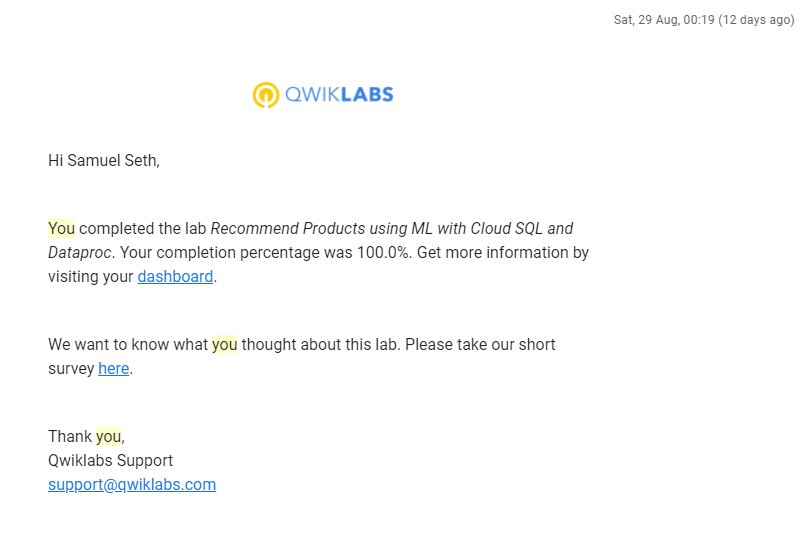 Sat, 29 Aug, 00:19 (12 days ago)
QWIKLABS
Hi Samuel Seth,
You completed the lab Recommend Products using ML with Cloud SQL and
Dataproc. Your completion percentage was 100.0%. Get more information by
visiting your dashboard.
We want to know what you thought about this lab. Please take our short
survey here.
Thank you,
Qwiklabs Support
support@qwiklabs.com